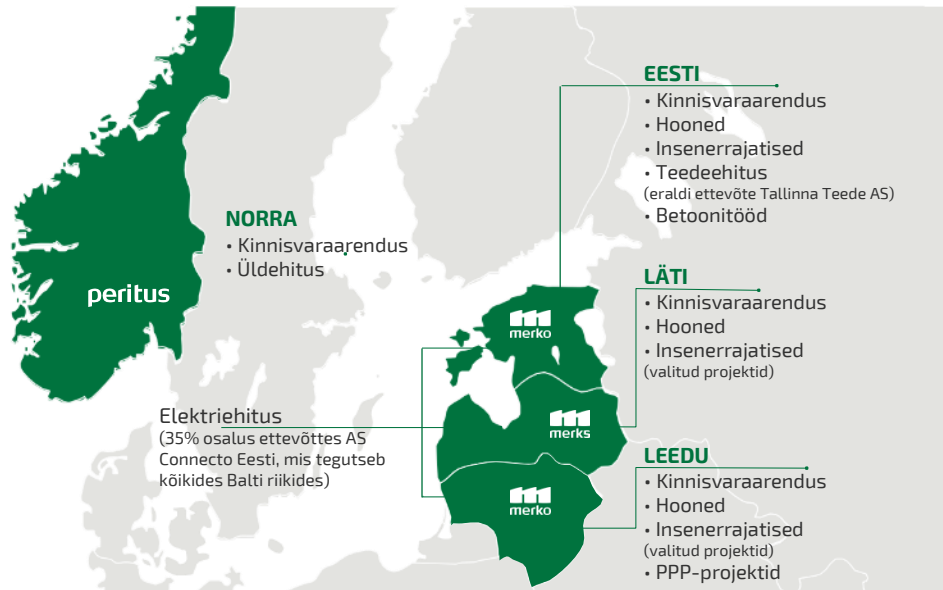 EESTI
• Kinnisvaraarendus
• Hooned
• Insenerrajatised
• Teedeehitus
(eraldi ettevõte Tallinna Teede AS)
• Betoonitööd
NORRA
• Kinnisvaraarendus
• Üldehitus
peritus
LÄTI
• Kinnisvaraarendus
• Hooned
• Insenerrajatised
(valitud projektid)
merko
Elektriehitus
(35% osalus ettevõttes AS
Connecto Eesti, mis tegutseb
kõikides Balti riikides)
merks
LEEDU
• Kinnisvaraarendus
• Hooned
• Insenerrajatised
(valitud projektid)
• PPP-projektid
merko